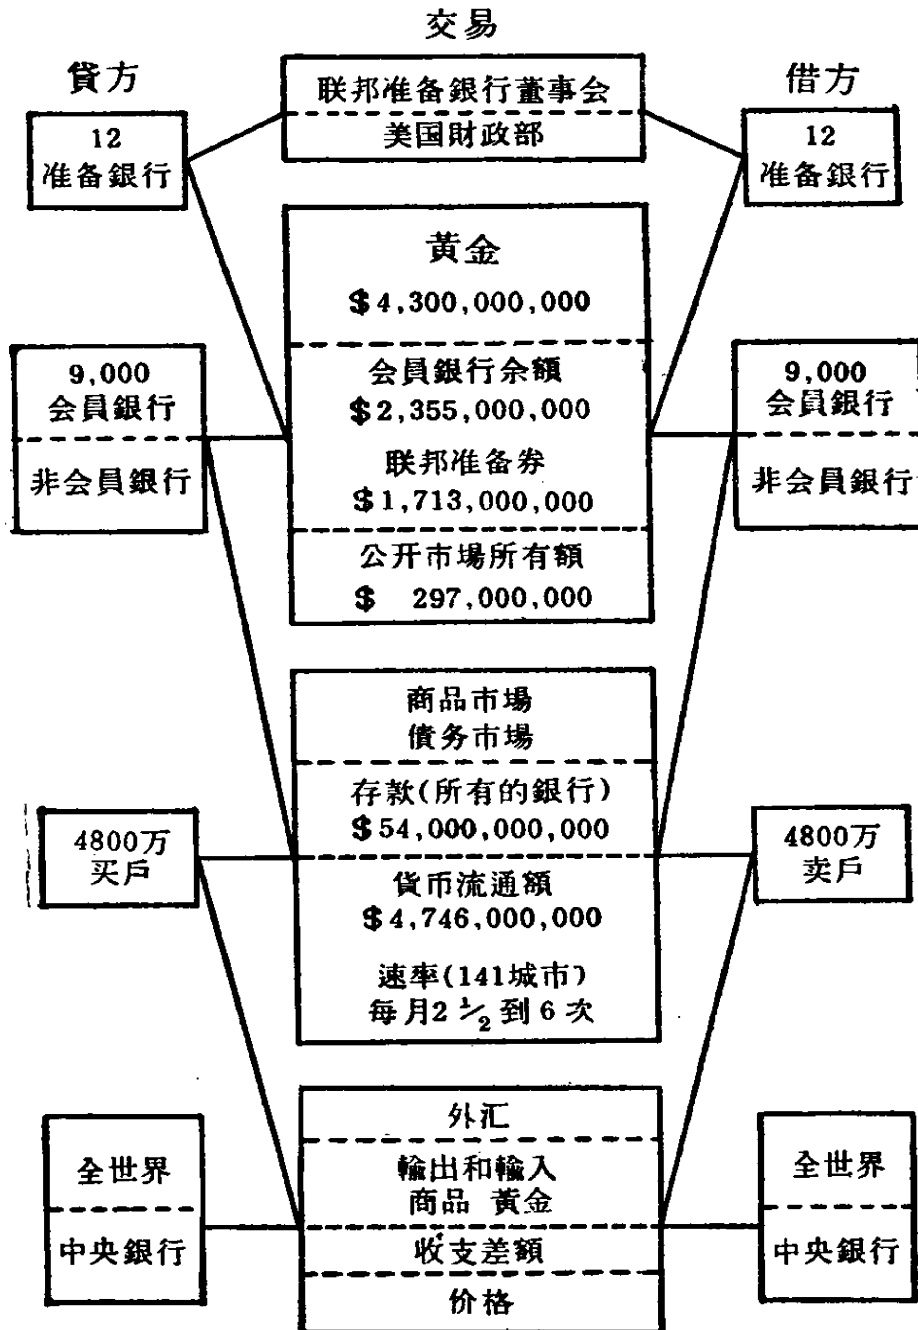 交易
貸方
借方
联邦准备銀行董事会
美国財政部
12
准备銀行
12
准备銀行
黃金
$4,300,000,000
会員銀行余額
$2,355,000,000
联邦准备券
$1,713,000,000
公开市場所有額
$ 297,000,000
9,000
会員銀行
非会員銀行
9,000
会員銀行
非会員銀行
商品市場
債务市場
存款(所有的銀行)
$54,000,000,000
貨币流通額
$4,746,000,000
速率(141城市)
每月2 ½ 到 6 次
4800万
买戶
4800万
卖戶
外汇
輸出和輸入
商品 黃金
收支差額
价格
全世界
中央銀行
全世界
中央銀行